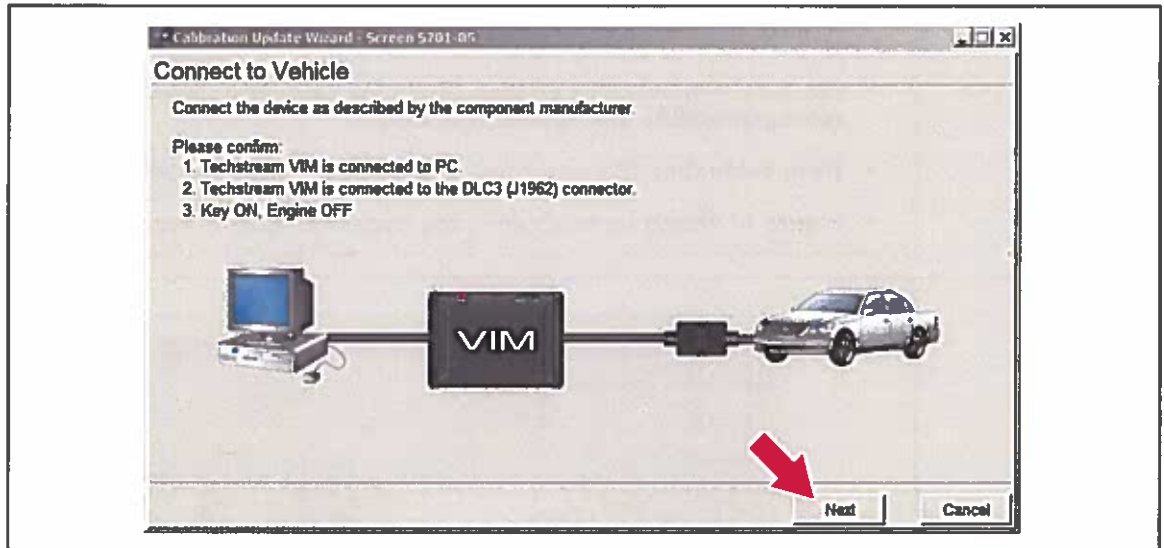 Calibration Update Wizard - Screen S701-05
Connect to Vehicle
Connect the device as described by the component manufacturer.
Please confirm:
1. Techstream VIM is connected to PC.
2. Techstream VIM is connected to the DLC3 (J1962) connector.
3. Key ON, Engine OFF
VIM
Next
Cancel